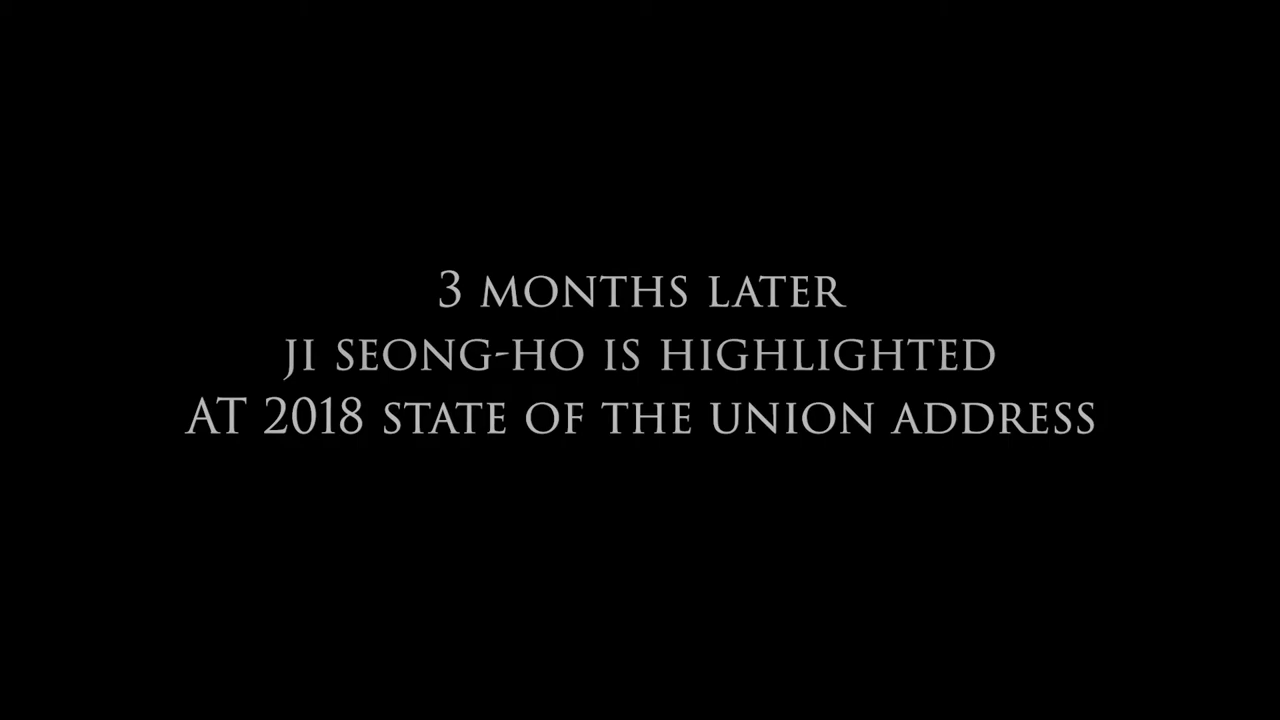 3 MONTHS LATER
JI SEONG-HO IS HIGHLIGHTED
AT 2018 STATE OF THE UNION ADDRESS